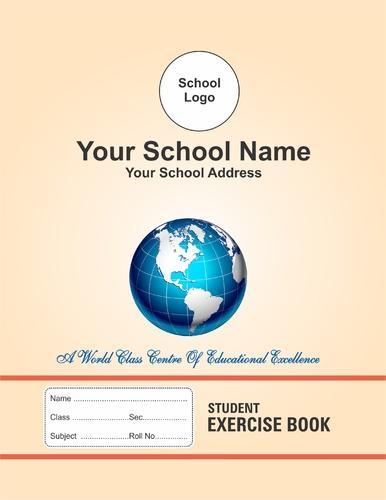 School
Logo
Your School Name
Your School Address
A World Class Centre Of Educational Excellence
Name ..........................................
Class .....................Sec.................
Subject ...................Roll No............
STUDENT
EXERCISE BOOK